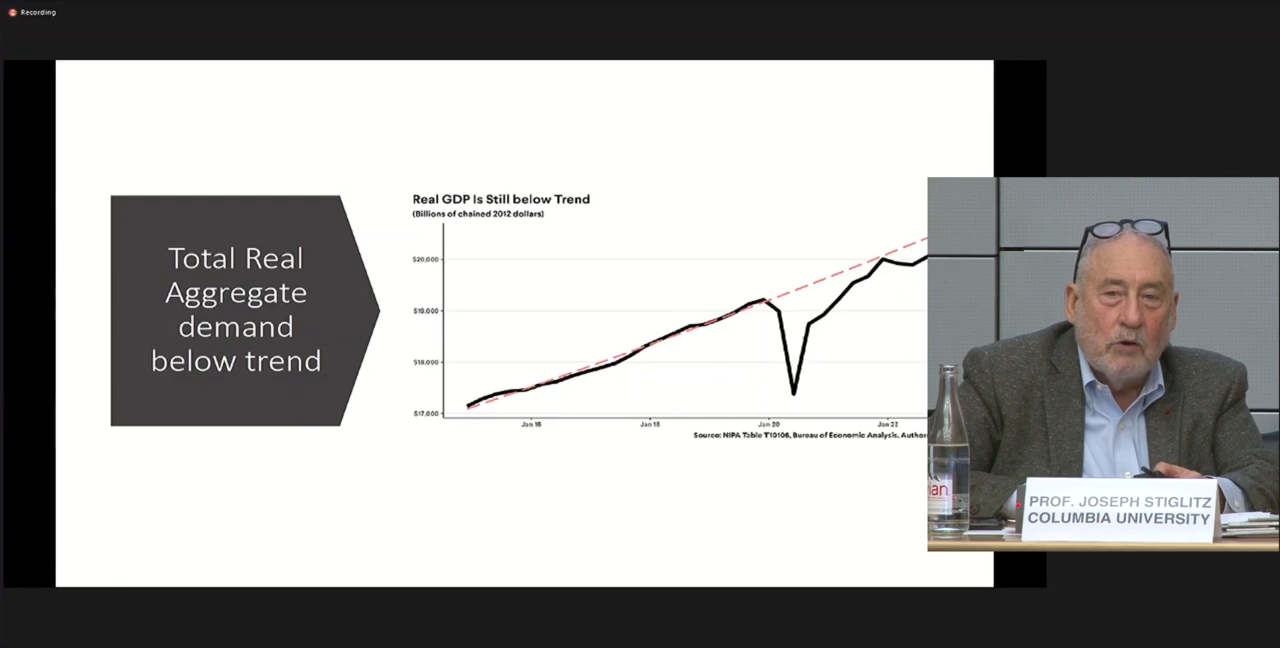 Recording
Total Real
Aggregate
demand
below trend
Real GDP Is Still below Trend
(Billions of chained 2012 dollars)
$20,000
$19,000
$18,000
$17,000
Jan 16
Jan 18
Jan 20
Jan 22
Source: NIPA Table T10106, Bureau of Economic Analysis. Author
ian
PROF. JOSEPH STIGLITZ
COLUMBIA UNIVERSITY